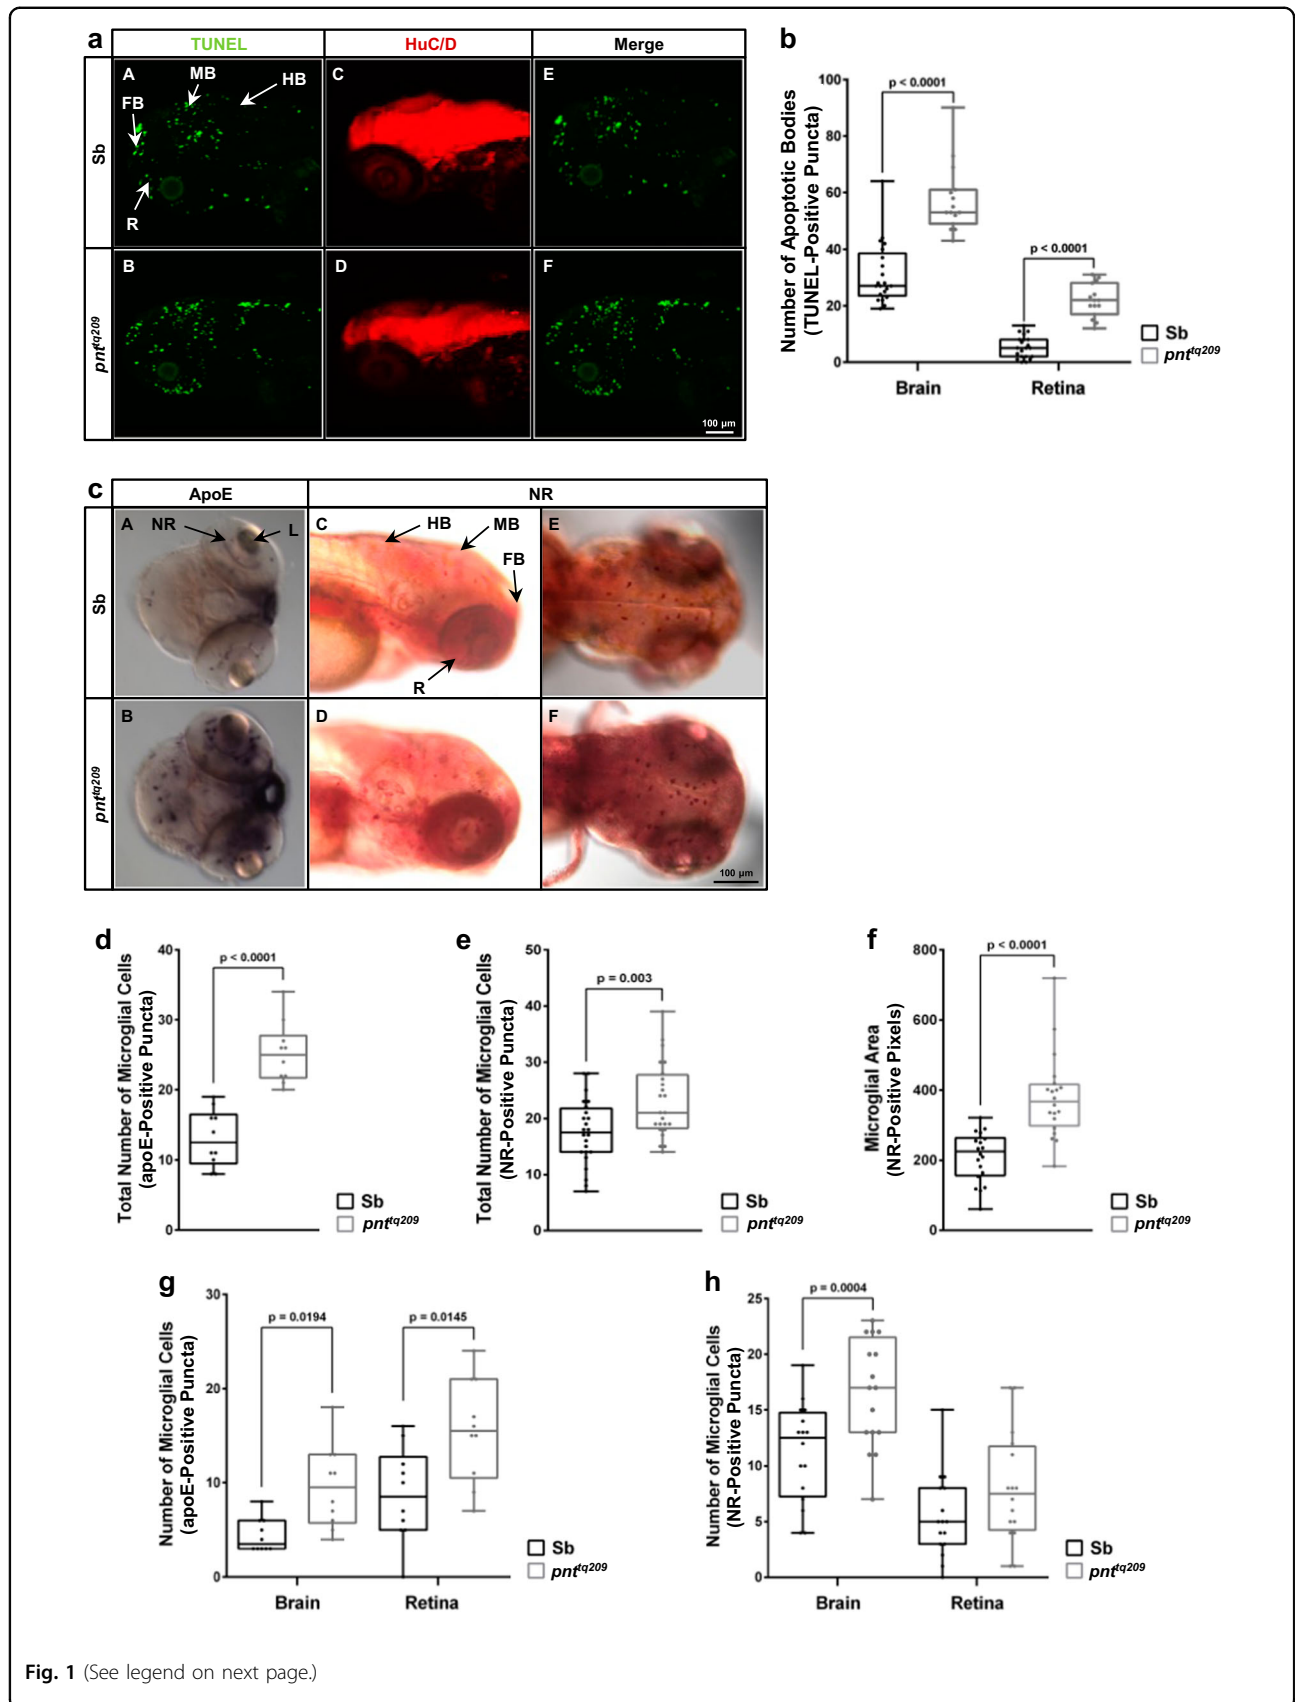 a
TUNEL
HuC/D
Merge
Sb
A
MB
HB
FB
R
C
E
pnttq209
B
D
F
100 µm
b
Number of Apoptotic Bodies
(TUNEL-Positive Puncta)
100
80
60
40
20
0
p < 0.0001
p < 0.0001
Brain
Retina
Sb
pnttq209
c
ApoE
NR
Sb
A
NR
L
C
HB
MB
FB
R
E
pnttq209
B
D
F
100 µm
d
Total Number of Microglial Cells
(apoE-Positive Puncta)
40
30
20
10
0
p < 0.0001
Sb
pnttq209
e
Total Number of Microglial Cells
(NR-Positive Puncta)
50
40
30
20
10
0
p = 0.003
Sb
pnttq209
f
Microglial Area
(NR-Positive Pixels)
800
600
400
200
0
p < 0.0001
Sb
pnttq209
g
Number of Microglial Cells
(apoE-Positive Puncta)
30
20
10
0
p = 0.0194
p = 0.0145
Brain
Retina
Sb
pnttq209
h
Number of Microglial Cells
(NR-Positive Puncta)
25
20
15
10
5
0
p = 0.0004
Brain
Retina
Sb
pnttq209
Fig. 1 (See legend on next page.)